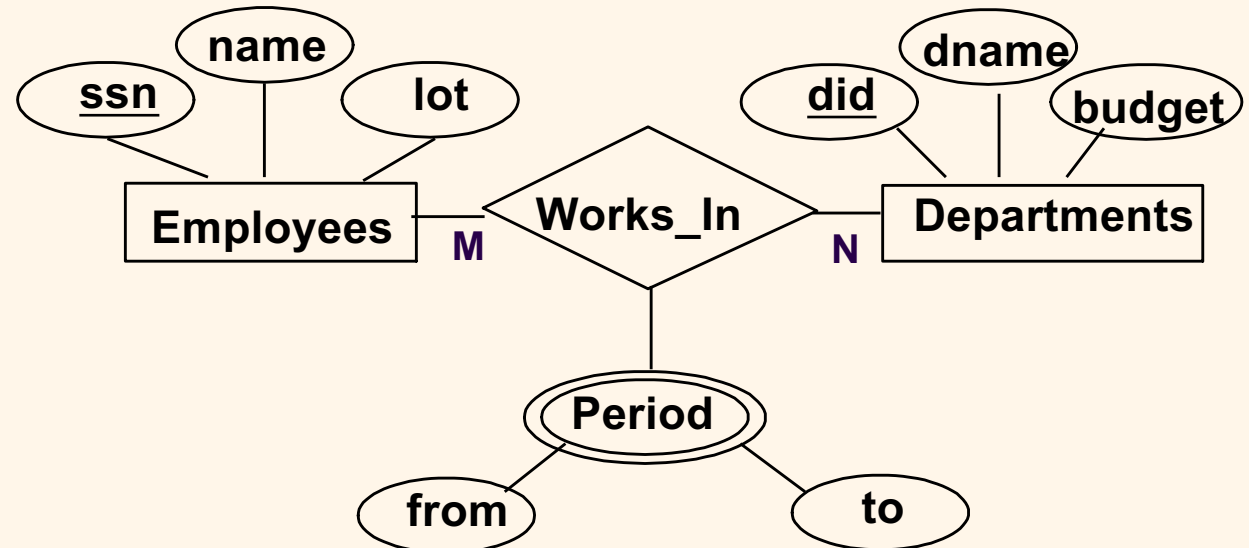 name
ssn
lot
dname
did
budget
Employees
M
Works_In
N
Departments
Period
from
to